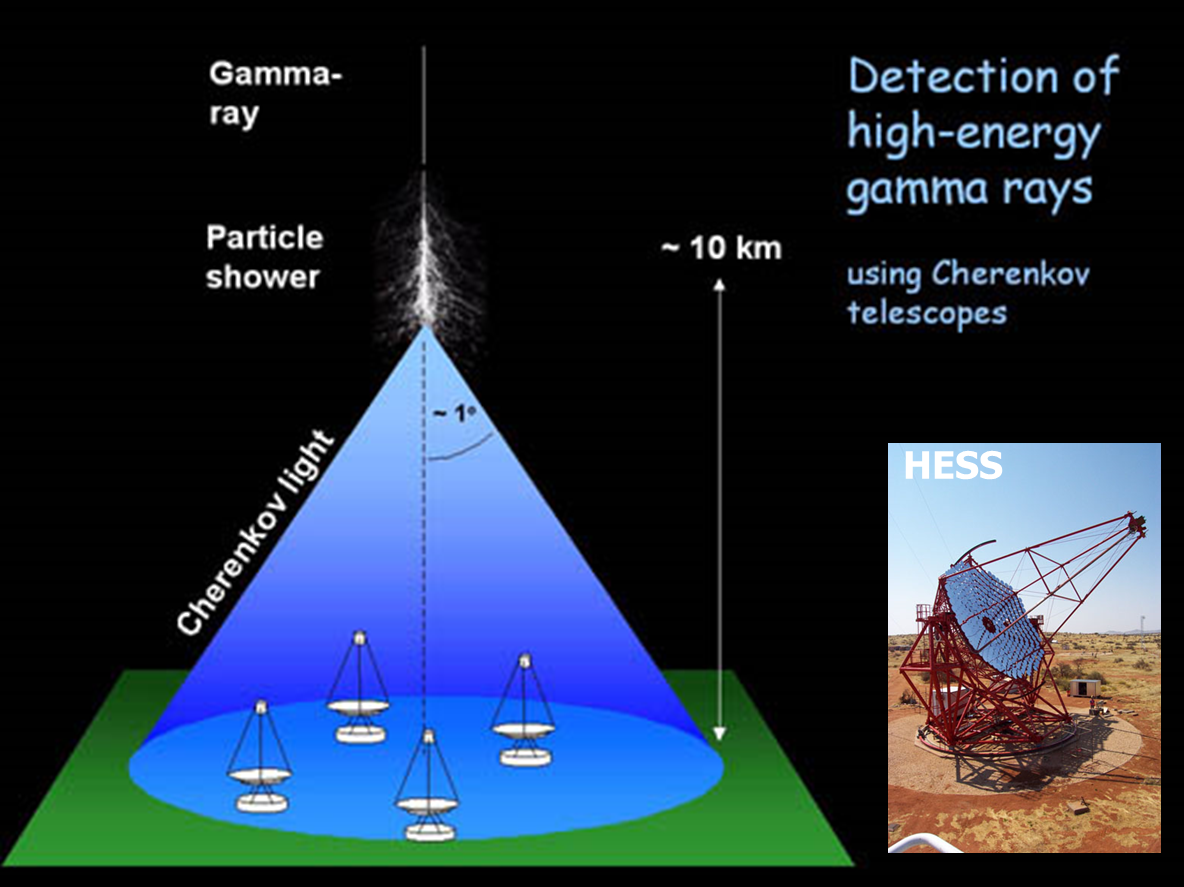 Gamma-
ray
Particle
shower
~ 10 km
~ 1°
Cherenkov light
Detection of
high-energy
gamma rays
using Cherenkov
telescopes
HESS